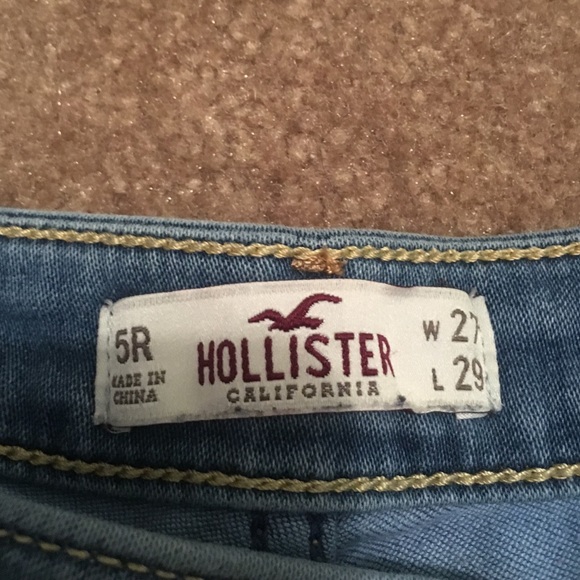 5R
MADE IN
CHINA
HOLLISTER
CALIFORNIA
W 27
L 29